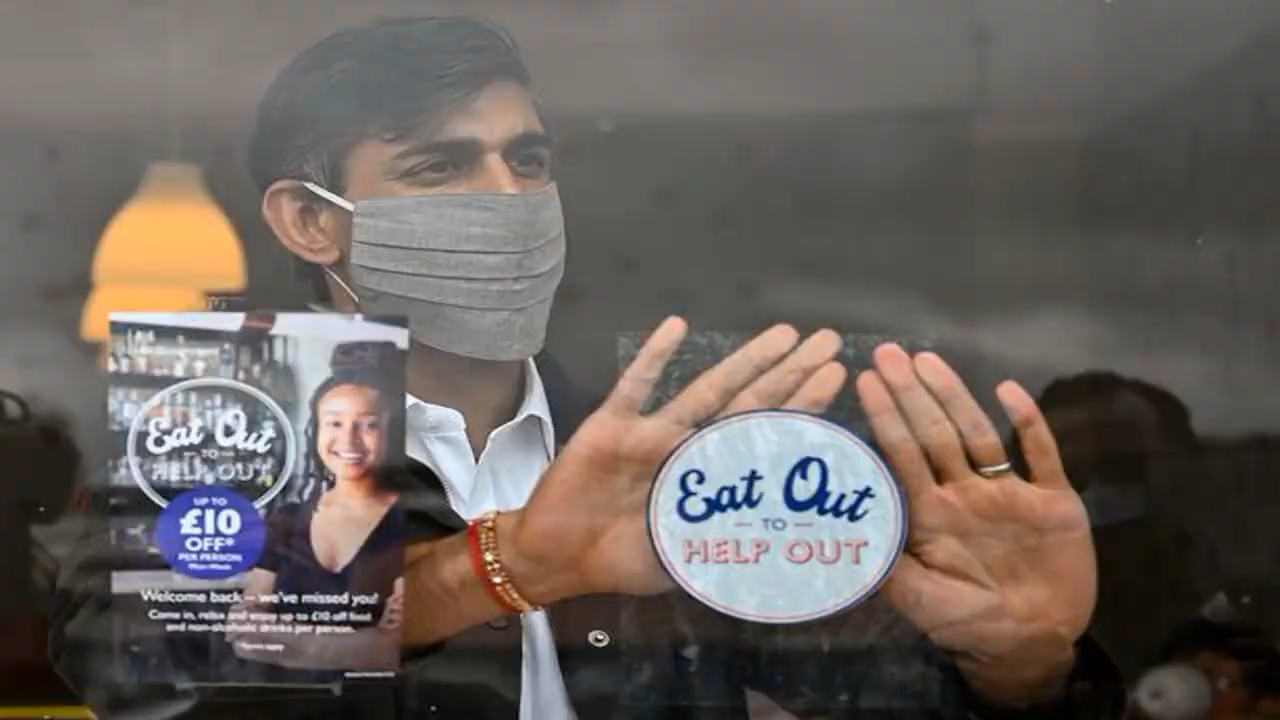 Eat Out
TO
HELP OUT
UP TO
£10
OFF*
PER PERSON
Welcome back – we've missed you!
Come in, relax and enjoy up to £10 off food
and non-alcoholic drinks per person.
Eat Out
TO
HELP OUT